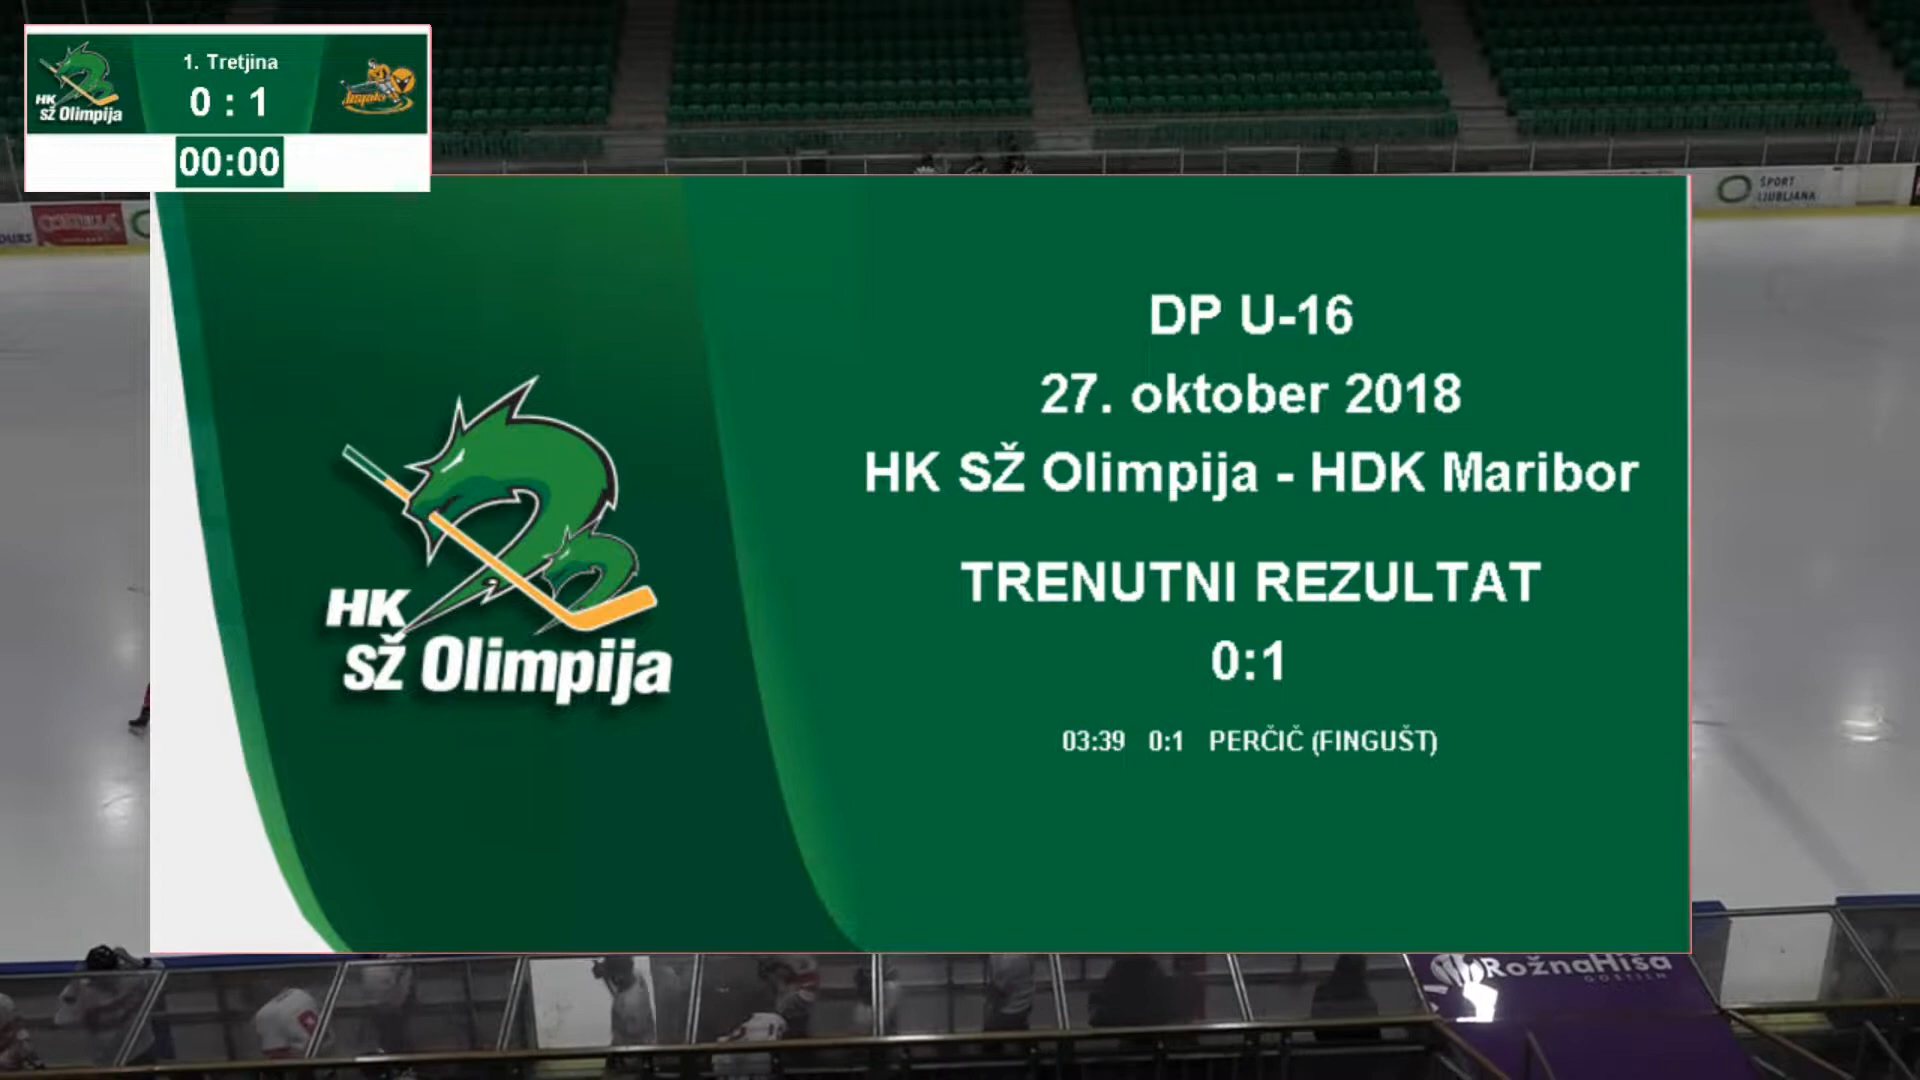 1. Tretjina
0 : 1
HK
SŽ Olimpija
00:00
ŠPORT
LJUBLJANA
DP U-16
27. oktober 2018
HK SŽ Olimpija - HDK Maribor
TRENUTNI REZULTAT
0:1
03:39 0:1 PERČIČ (FINGUŠT)
HK
SŽ Olimpija
RožnaHiša